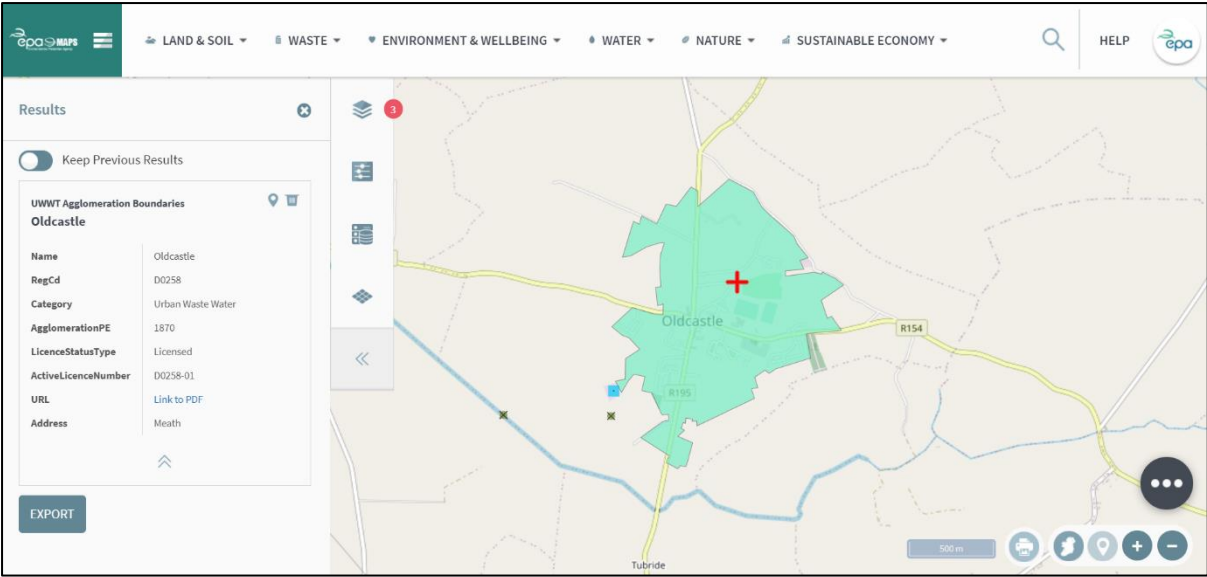 epa MAPS
LAND & SOIL
WASTE
ENVIRONMENT & WELLBEING
WATER
NATURE
SUSTAINABLE ECONOMY
HELP
epa
Results
3
Keep Previous Results
UWWT Agglomeration Boundaries
Oldcastle
Name Oldcastle
RegCd D0258
Category Urban Waste Water
AgglomerationPE 1870
LicenceStatusType Licensed
ActiveLicenceNumber D0258-01
URL Link to PDF
Address Meath
EXPORT
Oldcastle
R154
R195
500 m
Tubride